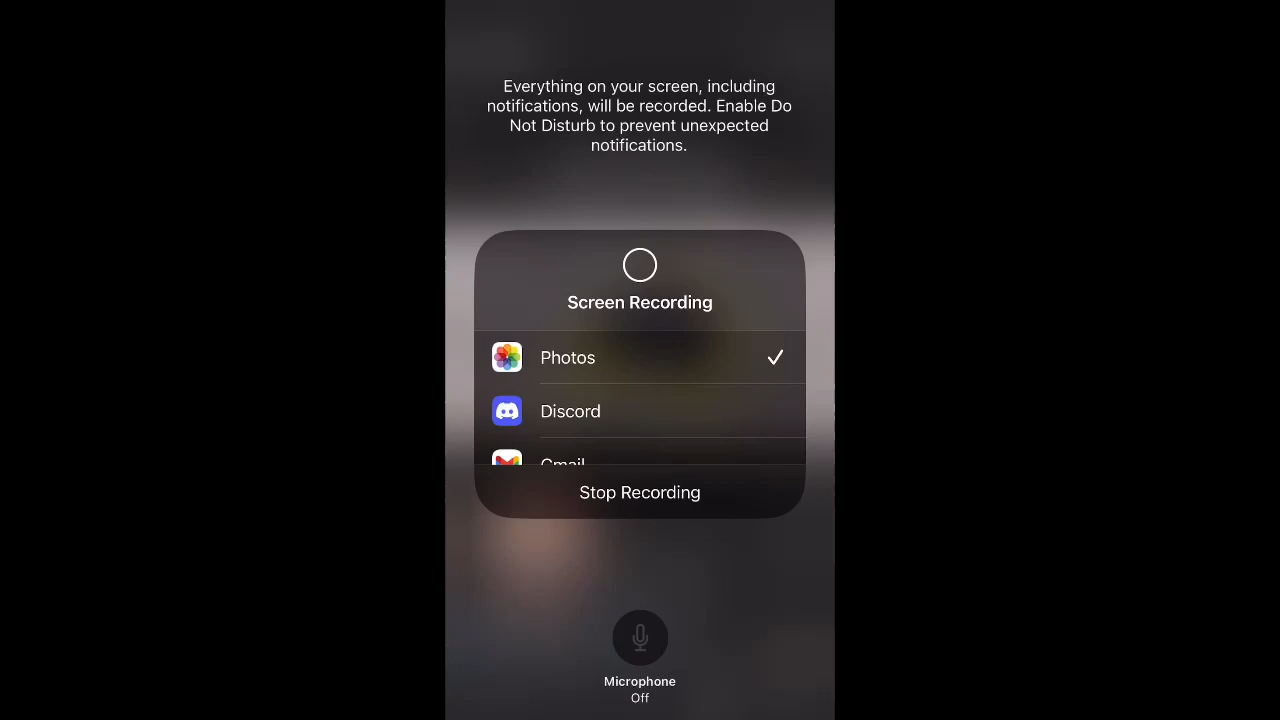 Everything on your screen, including
notifications, will be recorded. Enable Do
Not Disturb to prevent unexpected
notifications.
Screen Recording
Photos
Discord
Gmail
Stop Recording
Microphone
Off